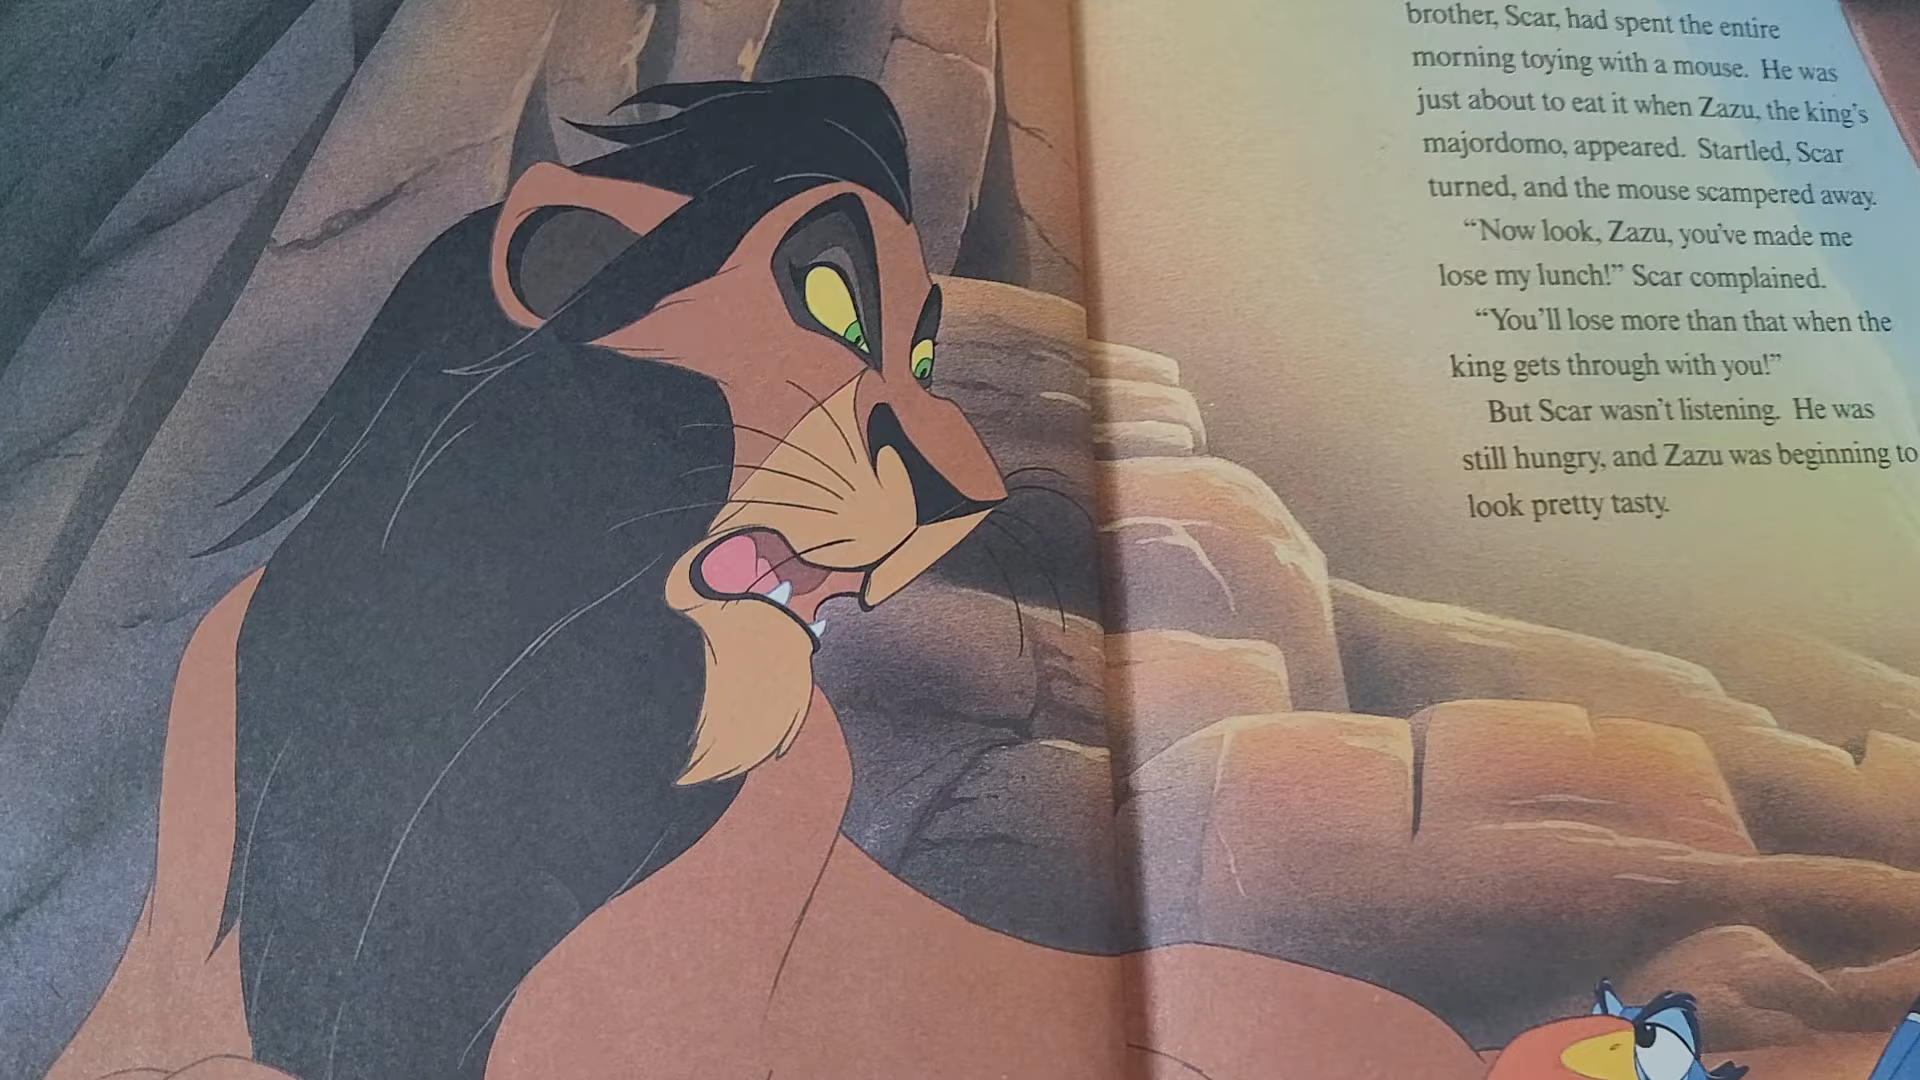 brother, Scar, had spent the entire
morning toying with a mouse. He was
just about to eat it when Zazu, the king's
majordomo, appeared. Startled, Scar
turned, and the mouse scampered away.
“Now look, Zazu, you've made me
lose my lunch!” Scar complained.
“You'll lose more than that when the
king gets through with you!”
But Scar wasn't listening. He was
still hungry, and Zazu was beginning to
look pretty tasty.